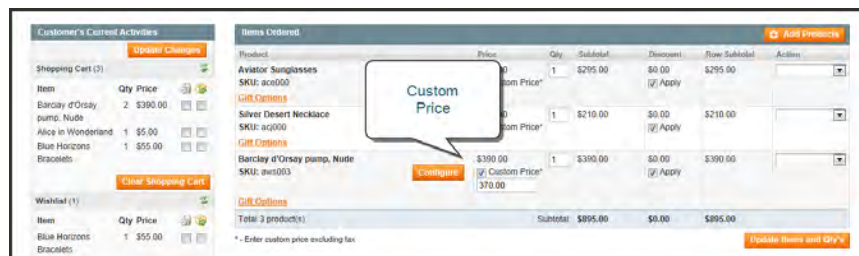 Customer's Current Activities
Update Changes
Shopping Cart (3)
Item Qty Price
Barclay d'Orsay pump, Nude 2 $390.00
Alice in Wonderland 1 $5.00
Blue Horizons Bracelets 1 $55.00
Clear Shopping Cart
Wishlist (1)
Item Qty Price
Blue Horizons Bracelets 1 $55.00
Items Ordered
Add Products
Product Price Qty Subtotal Discount Row Subtotal Action
Aviator Sunglasses 1 $295.00 $0.00 $295.00
SKU: ace000 Custom Price* Apply
Gift Options
Silver Desert Necklace 1 $210.00 $0.00 $210.00
SKU: acj000 Custom Price* Apply
Gift Options
Barclay d'Orsay pump, Nude $390.00 1 $390.00 $0.00 $390.00
SKU: aws003 Configure Custom Price* Apply
370.00
Gift Options
Total 3 product(s) Subtotal $895.00 $0.00 $895.00
* - Enter custom price excluding tax
Update Items and Qty's
Custom
Price